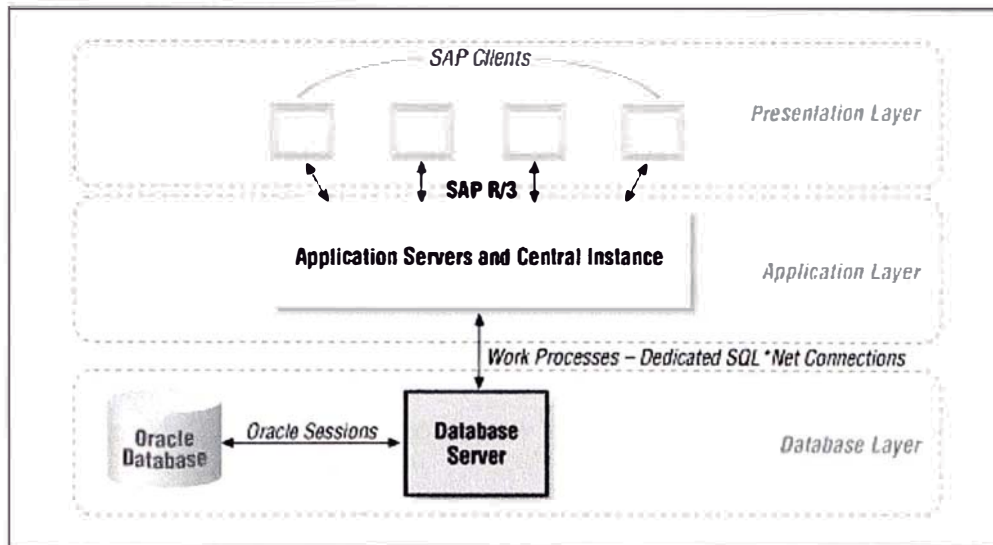 SAP Clients
Presentation Layer
SAP R/3
Application Servers and Central Instance
Application Layer
Work Processes – Dedicated SQL*Net Connections
Oracle Database
Oracle Sessions
Database Server
Database Layer